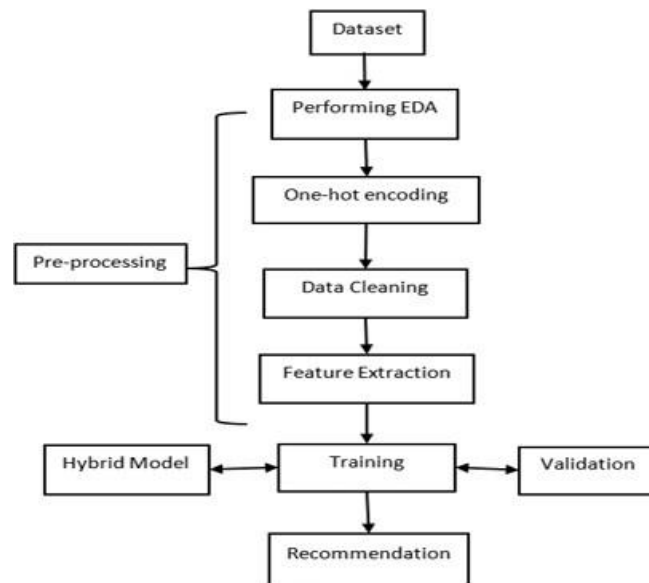 Dataset
Performing EDA
One-hot encoding
Pre-processing
Data Cleaning
Feature Extraction
Hybrid Model
Training
Validation
Recommendation